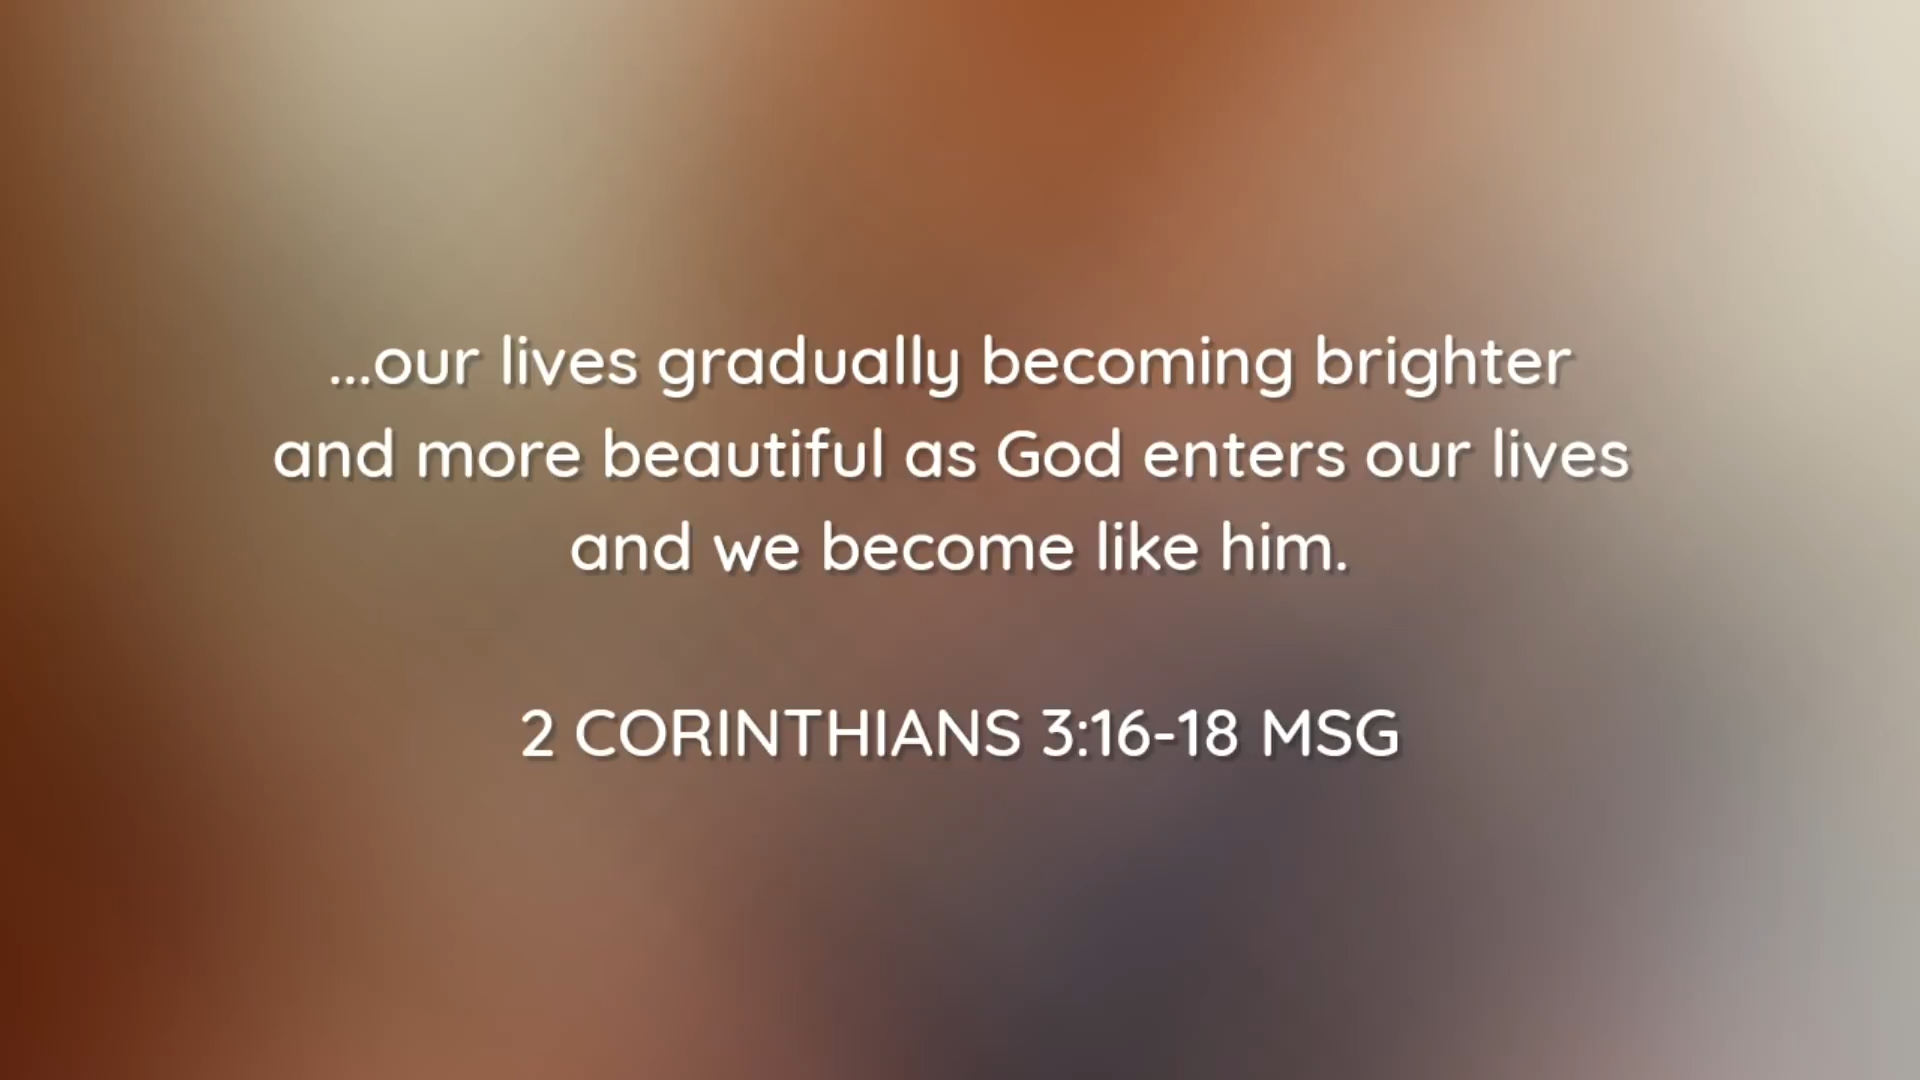 ...our lives gradually becoming brighter
and more beautiful as God enters our lives
and we become like him.
2 CORINTHIANS 3:16-18 MSG